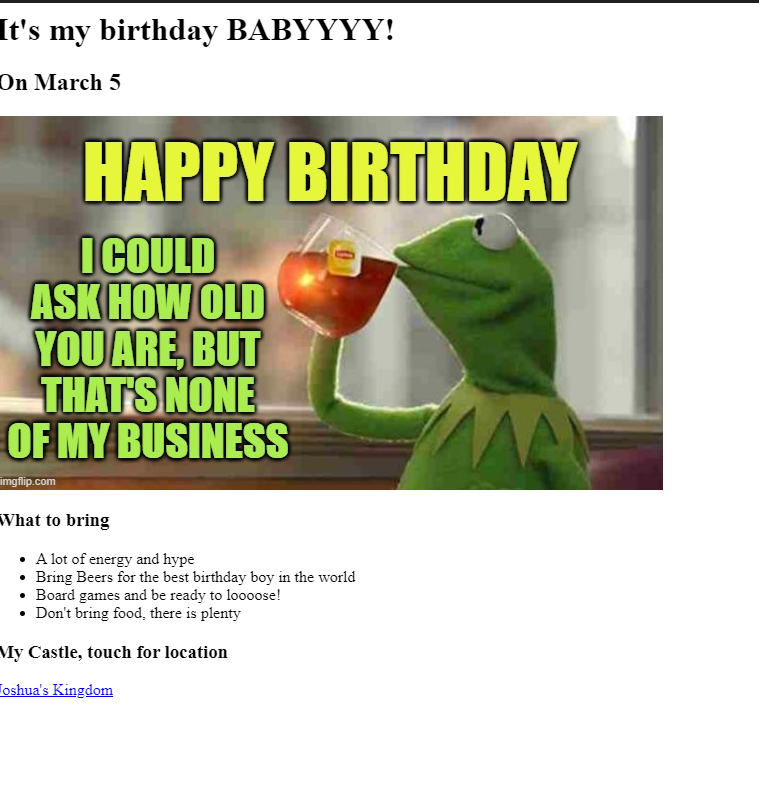 It's my birthday BABYYYY!
On March 5
HAPPY BIRTHDAY
I COULD
ASK HOW OLD
YOU ARE, BUT
THAT'S NONE
OF MY BUSINESS
imgflip.com
What to bring
A lot of energy and hype
Bring Beers for the best birthday boy in the world
Board games and be ready to loooose!
Don't bring food, there is plenty
My Castle, touch for location
Joshua's Kingdom